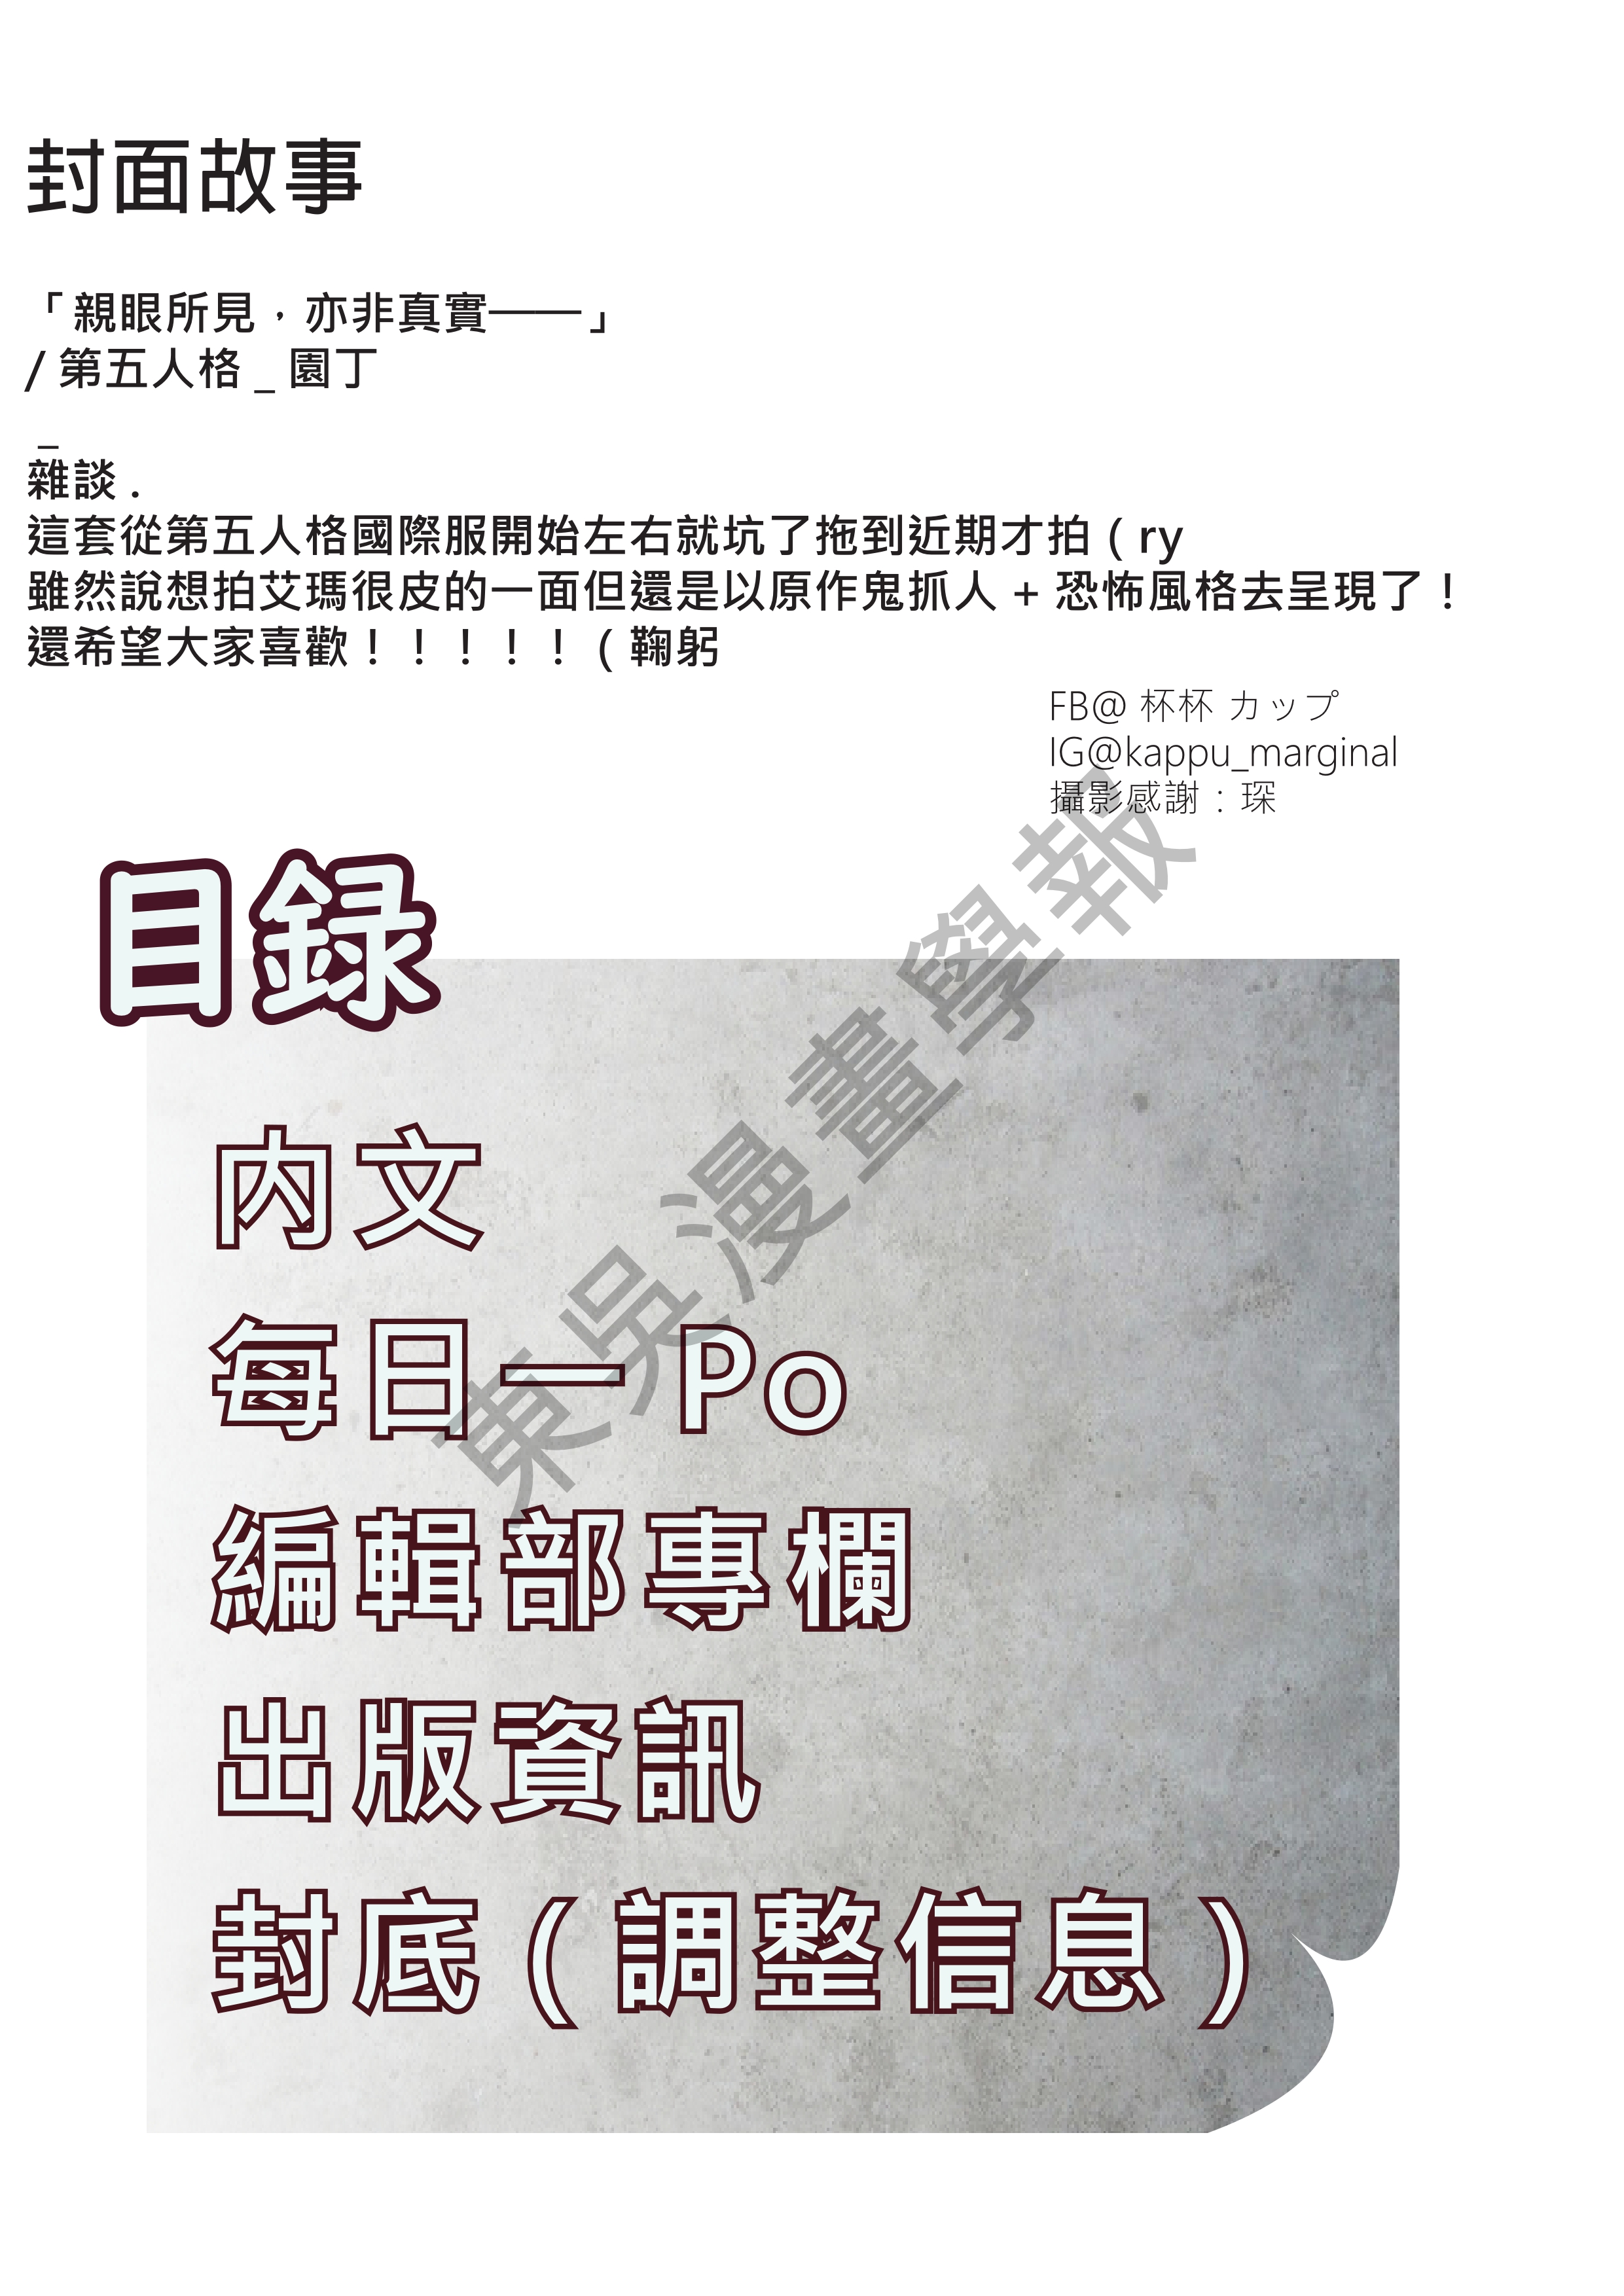 封面故事
「親眼所見，亦非真實——」
/ 第五人格 _ 園丁
_
雜談 .
這套從第五人格國際服開始左右就坑了拖到近期才拍 ( ry
雖然說想拍艾瑪很皮的一面但還是以原作鬼抓人 + 恐怖風格去呈現了！
還希望大家喜歡！！！！！ ( 鞠躬
FB@ 杯杯 カップ
IG@kappu_marginal
攝影感謝：琛
目録
內文
每日一 Po
編輯部專欄
出版資訊
封底（調整信息）
東吳漫畫學報